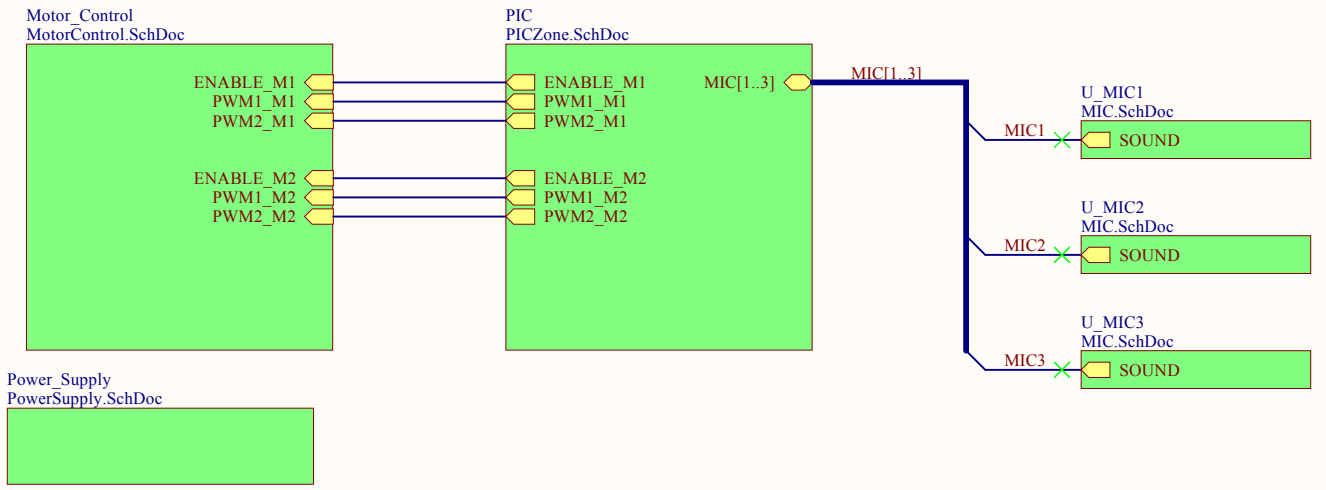 Motor_Control
MotorControl.SchDoc
ENABLE_M1
PWM1_M1
PWM2_M1
ENABLE_M2
PWM1_M2
PWM2_M2
PIC
PICZone.SchDoc
ENABLE_M1
PWM1_M1
PWM2_M1
ENABLE_M2
PWM1_M2
PWM2_M2
MIC[1..3]
MIC[1..3]
MIC1
MIC2
MIC3
U_MIC1
MIC.SchDoc
SOUND
U_MIC2
MIC.SchDoc
SOUND
U_MIC3
MIC.SchDoc
SOUND
Power_Supply
PowerSupply.SchDoc